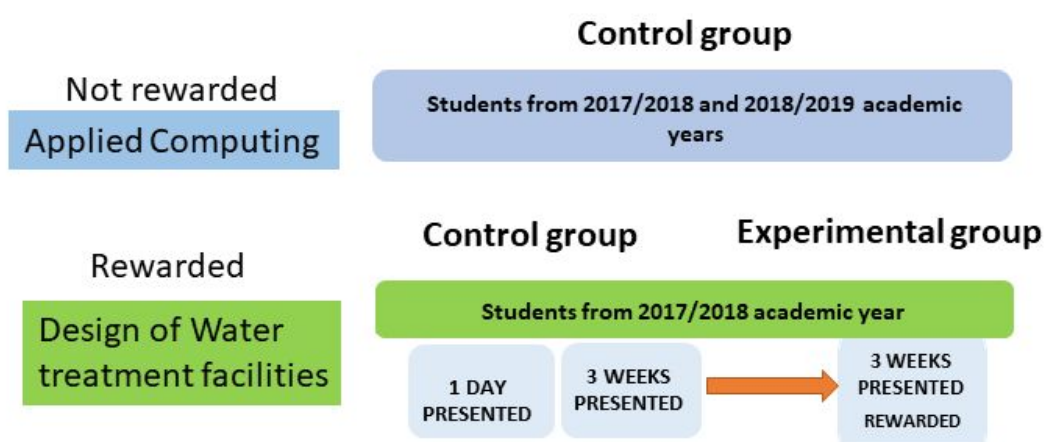 Control group
Not rewarded
Applied Computing
Students from 2017/2018 and 2018/2019 academic
years
Control group
Experimental group
Rewarded
Design of Water
treatment facilities
Students from 2017/2018 academic year
1 DAY
PRESENTED
3 WEEKS
PRESENTED
3 WEEKS
PRESENTED
REWARDED